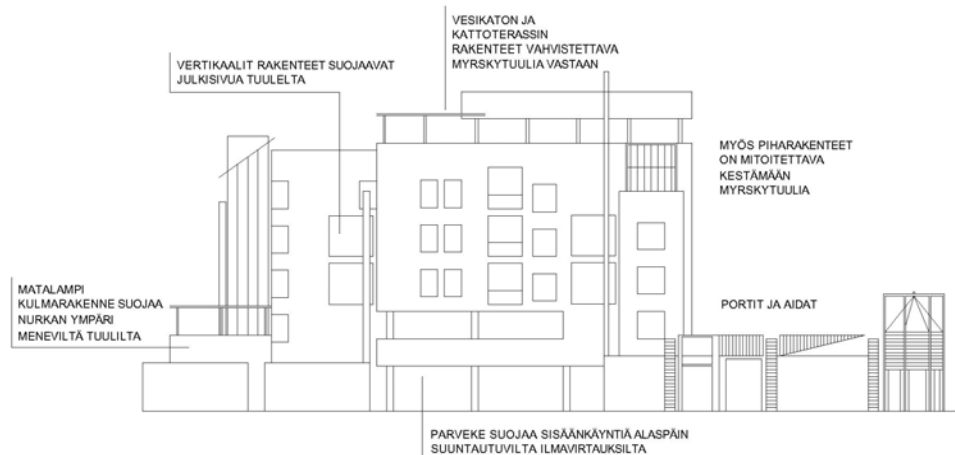 VESIKATON JA
KATTOTERASSIN
RAKENTEET VAHVISTETTAVA
MYRSKYTUULIA VASTAAN
VERTIKAALIT RAKENTEET SUOJAAVAT
JULKISIVUA TUULELTA
MYÖS PIHARAKENTEET
ON MITOITETTAVA
KESTÄMÄÄN
MYRSKYTUULIA
MATALAMPI
KULMARAKENNE SUOJAA
NURKAN YMPÄRI
MENEVILTÄ TUULILTA
PORTIT JA AIDAT
PARVEKE SUOJAA SISÄÄNKÄYNTIÄ ALASPÄIN
SUUNTAUTUVILTA ILMAVIRTAUKSILTA